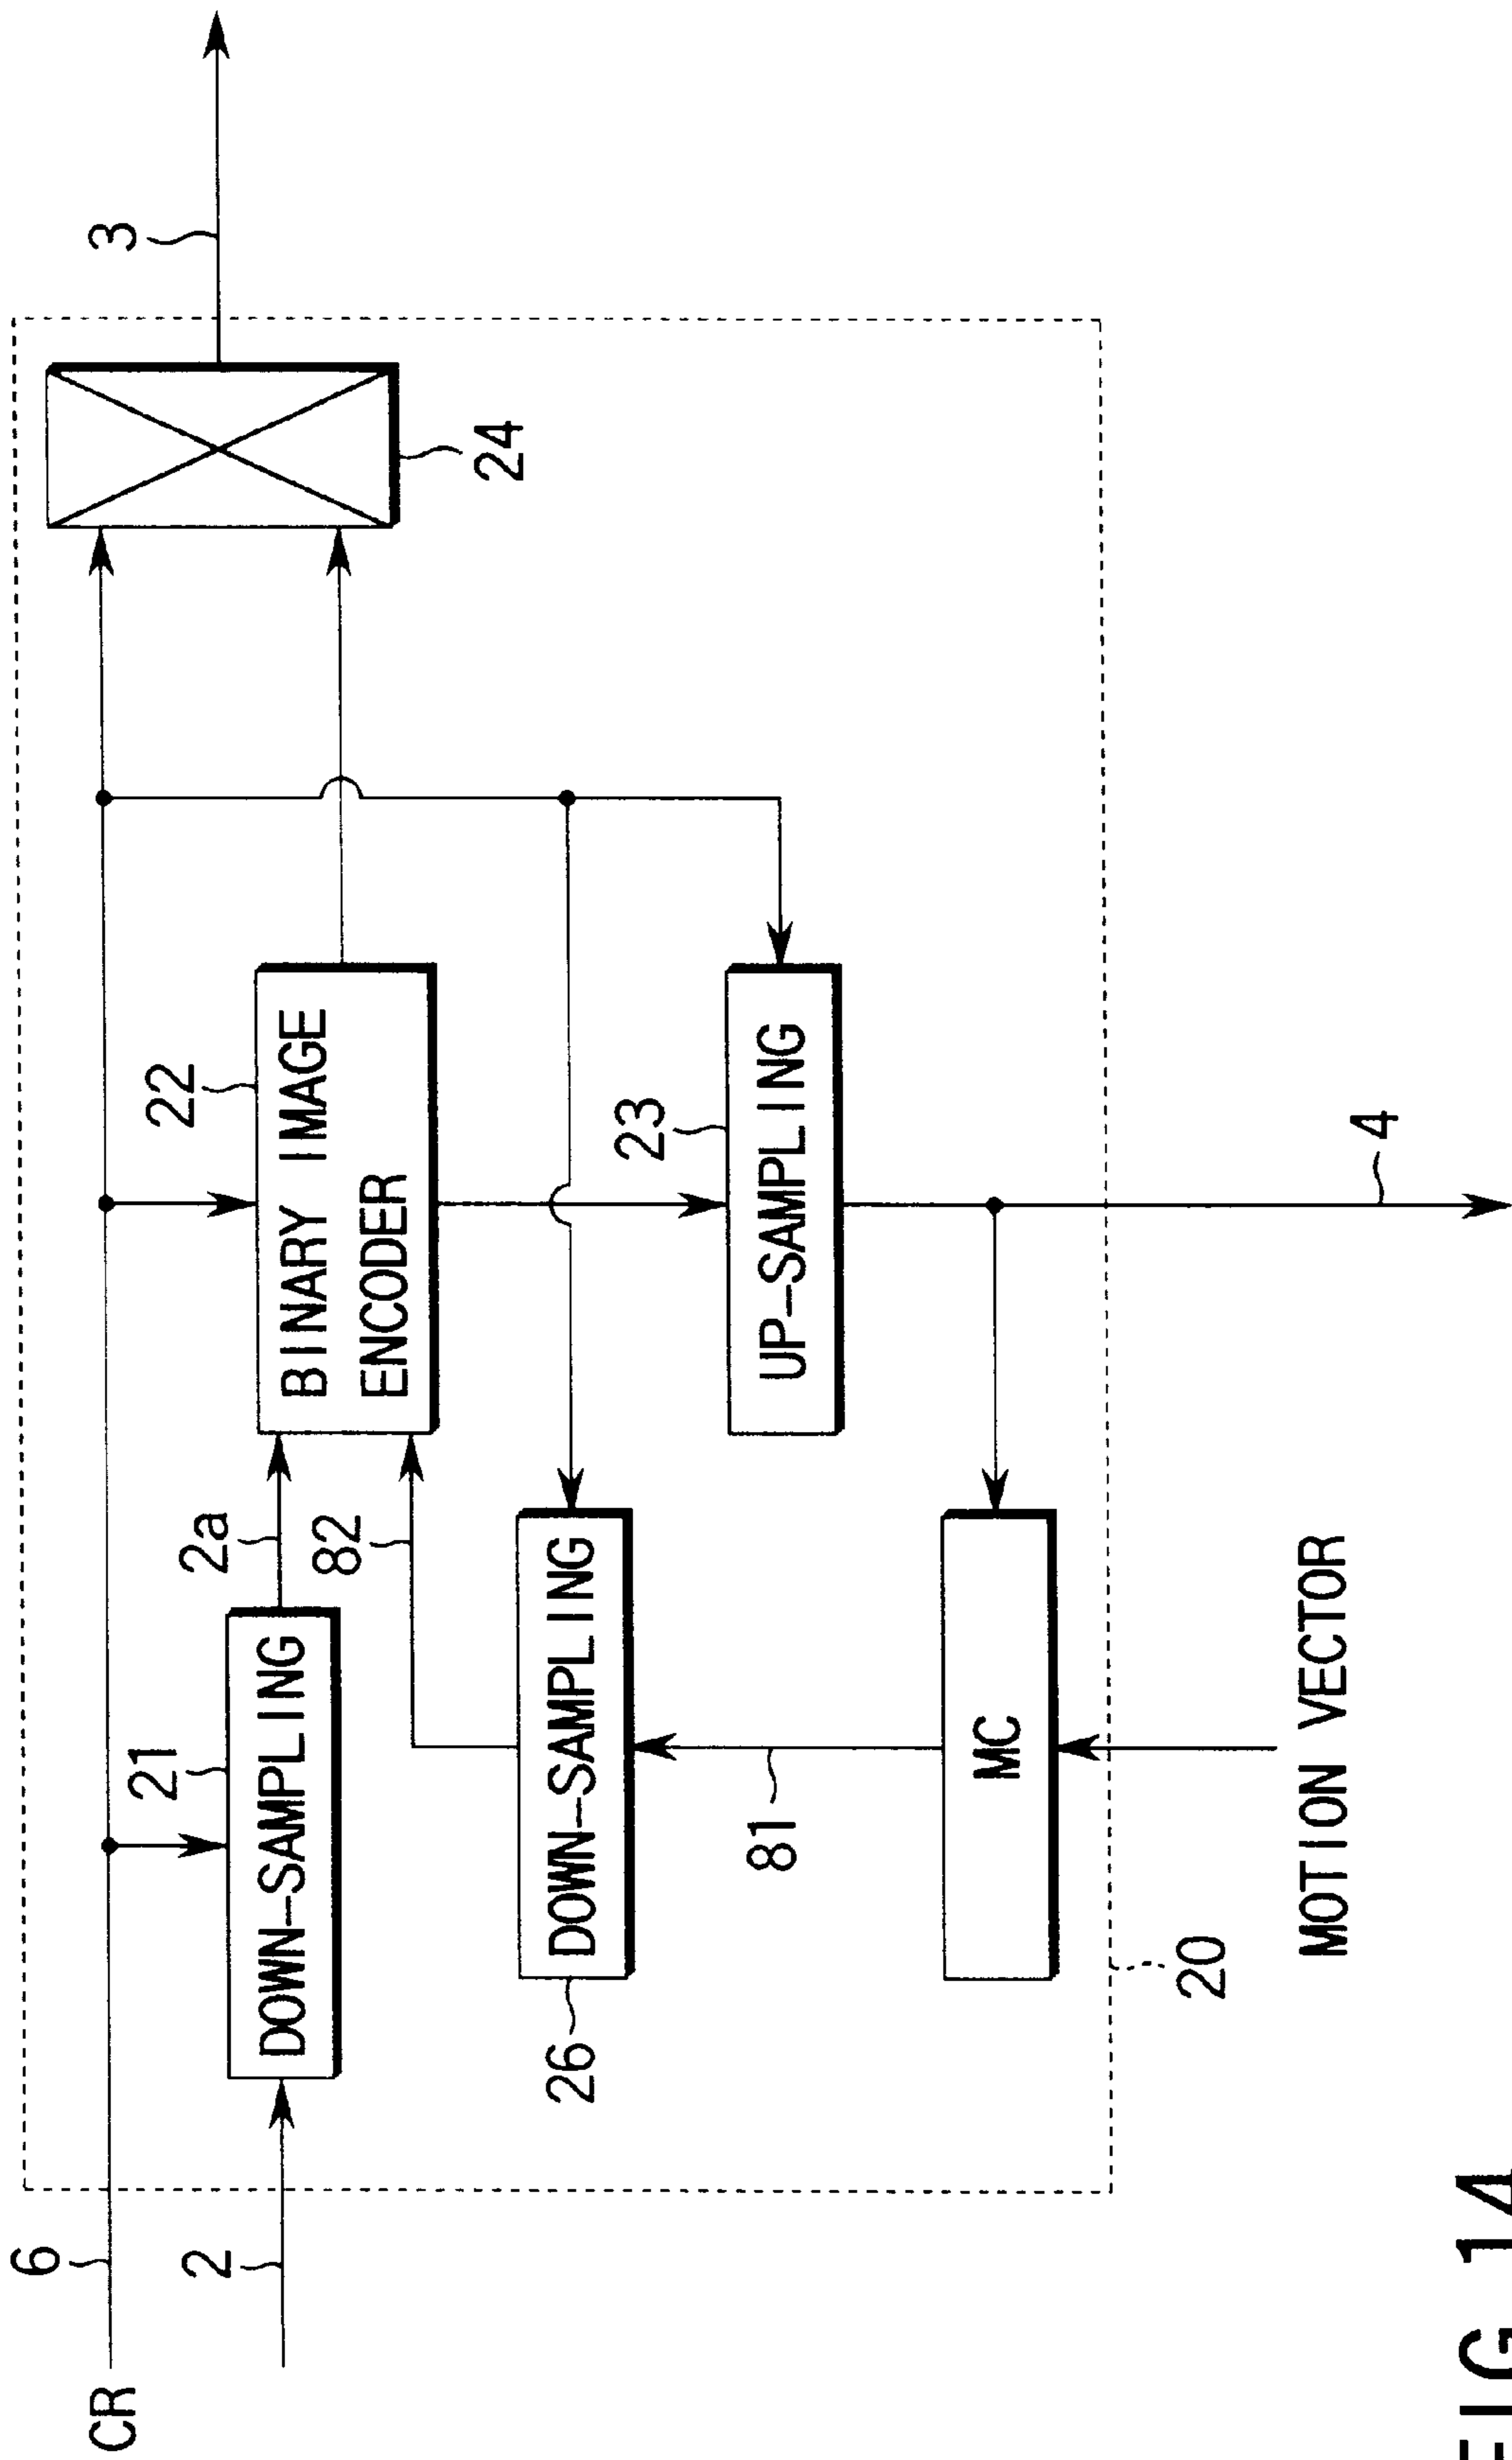 CR
6
2
DOWN-SAMPLING
21
2a
BINARY IMAGE
ENCODER
22
82
24
3
DOWN-SAMPLING
26
UP-SAMPLING
23
81
MC
20
4
MOTION VECTOR
FIG. 14